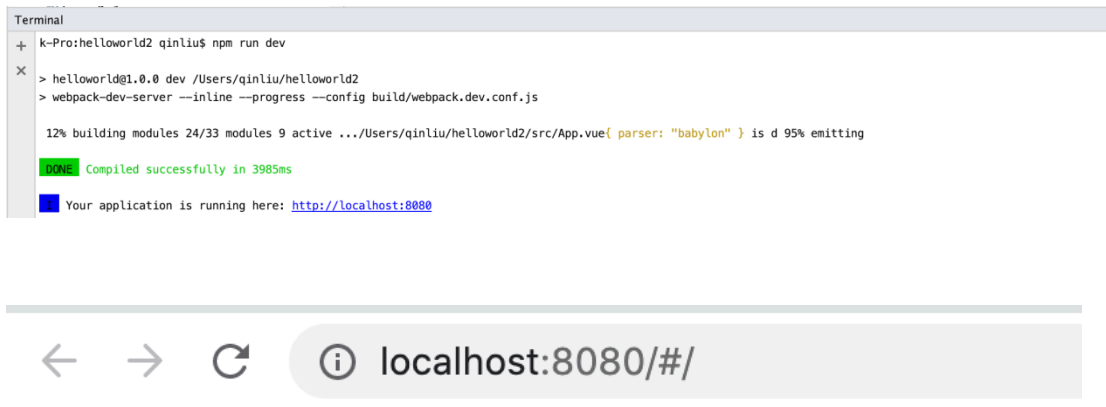 Terminal
k-Pro:helloworld2 qinliu$ npm run dev
> helloworld@1.0.0 dev /Users/qinliu/helloworld2
> webpack-dev-server --inline --progress --config build/webpack.dev.conf.js
12% building modules 24/33 modules 9 active .../Users/qinliu/helloworld2/src/App.vue{ parser: "babylon" } is d 95% emitting
DONE Compiled successfully in 3985ms
I Your application is running here: http://localhost:8080
localhost:8080/#/